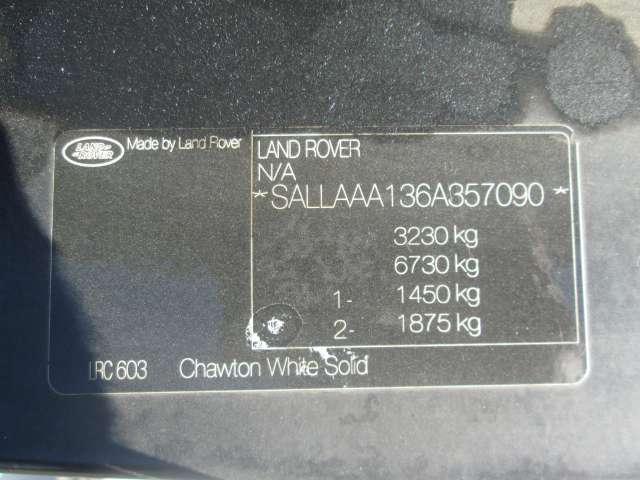 LAND ROVER
Made by Land Rover
LAND ROVER
N/A
*SALLAAA136A357090*
3230 kg
6730 kg
1- 1450 kg
2- 1875 kg
LRC 603 Chawton White Solid